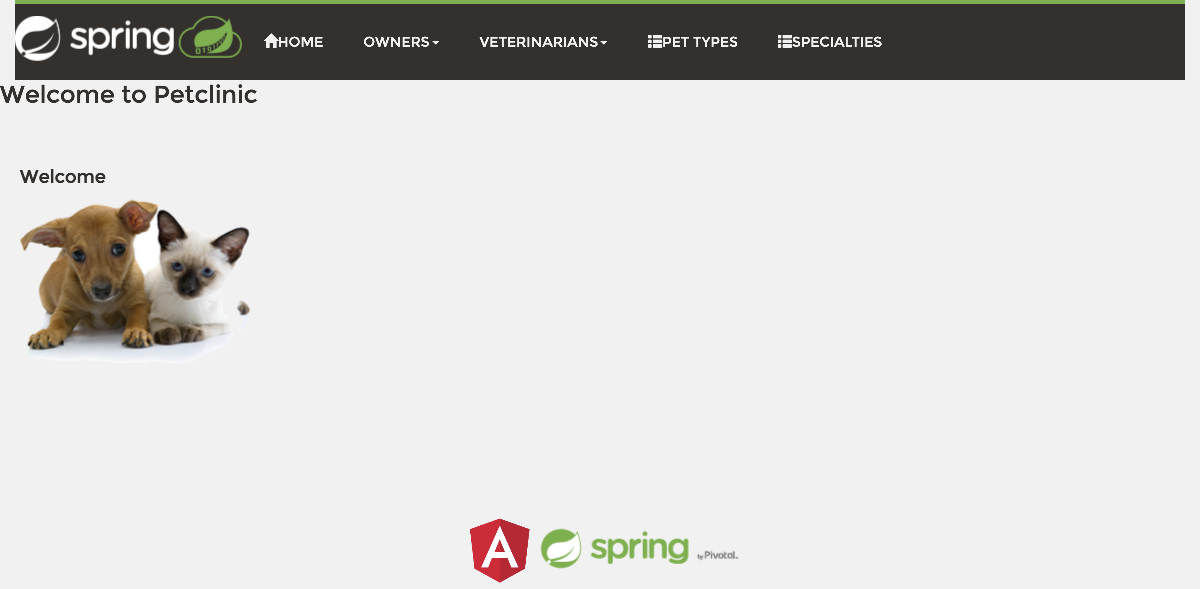 spring
HOME
OWNERS
VETERINARIANS
PET TYPES
SPECIALTIES
Welcome to Petclinic
Welcome
A
spring
by Pivotal.